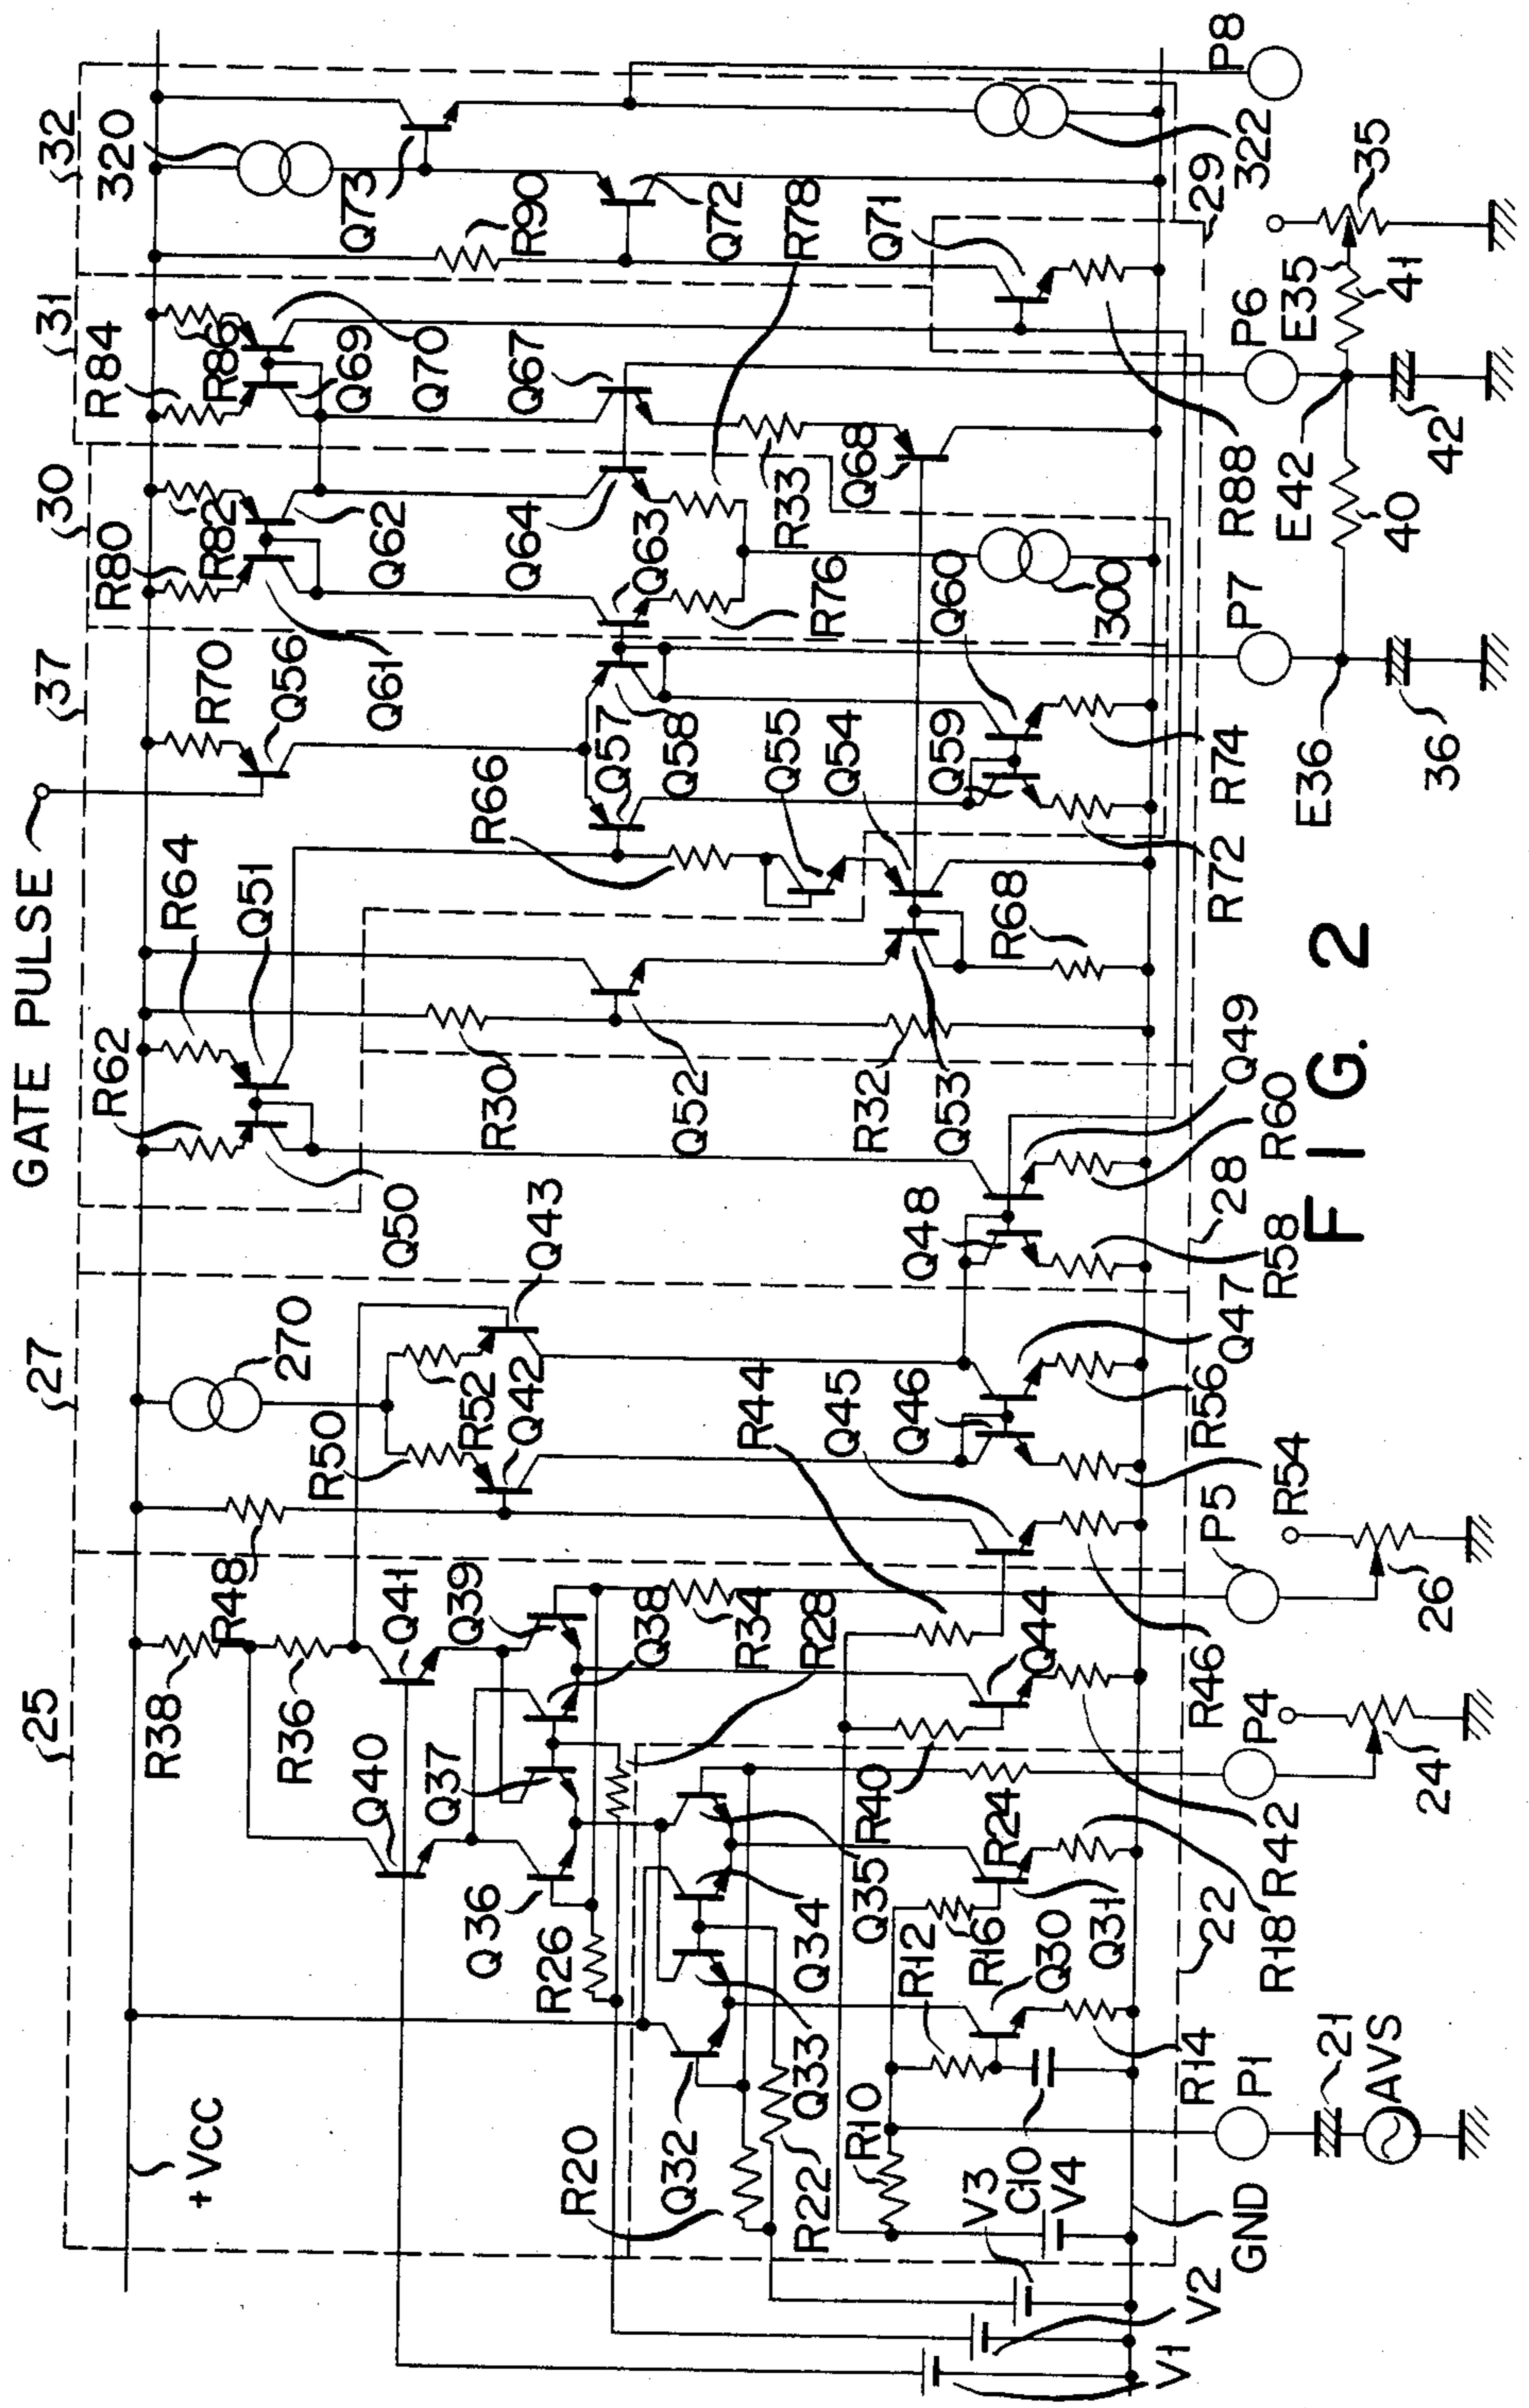 GATE PULSE
25
27
37
30
31
32
+VCC
R38
R48
R36
Q40
Q41
Q37
Q39
Q38
Q36
R26
R34
R28
R20
Q32
R22
Q33
Q34
Q35
R10
R12
R16
Q30
Q31
R24
R40
Q44
R18
R42
R46
R14
V3
C10
V4
V2
V1
GND
22
P1
21
AVS
P4
24
P5
26
270
R50
R52
Q42
Q43
R44
Q45
Q46
R56
Q47
R54
R58
28
R60
Q49
Q48
Q50
R62
R64
Q51
R30
Q52
R32
Q53
R68
R66
Q55
Q54
R70
Q56
Q57
Q58
Q59
Q60
R72
R74
Q61
R80
R82
Q62
Q64
Q63
R76
R78
300
R84
R86
Q69
Q70
Q67
R33
Q68
R88
Q71
29
320
Q73
R90
Q72
322
P8
P7
E36
36
40
E42
P6
42
41
E35
35
FIG. 2